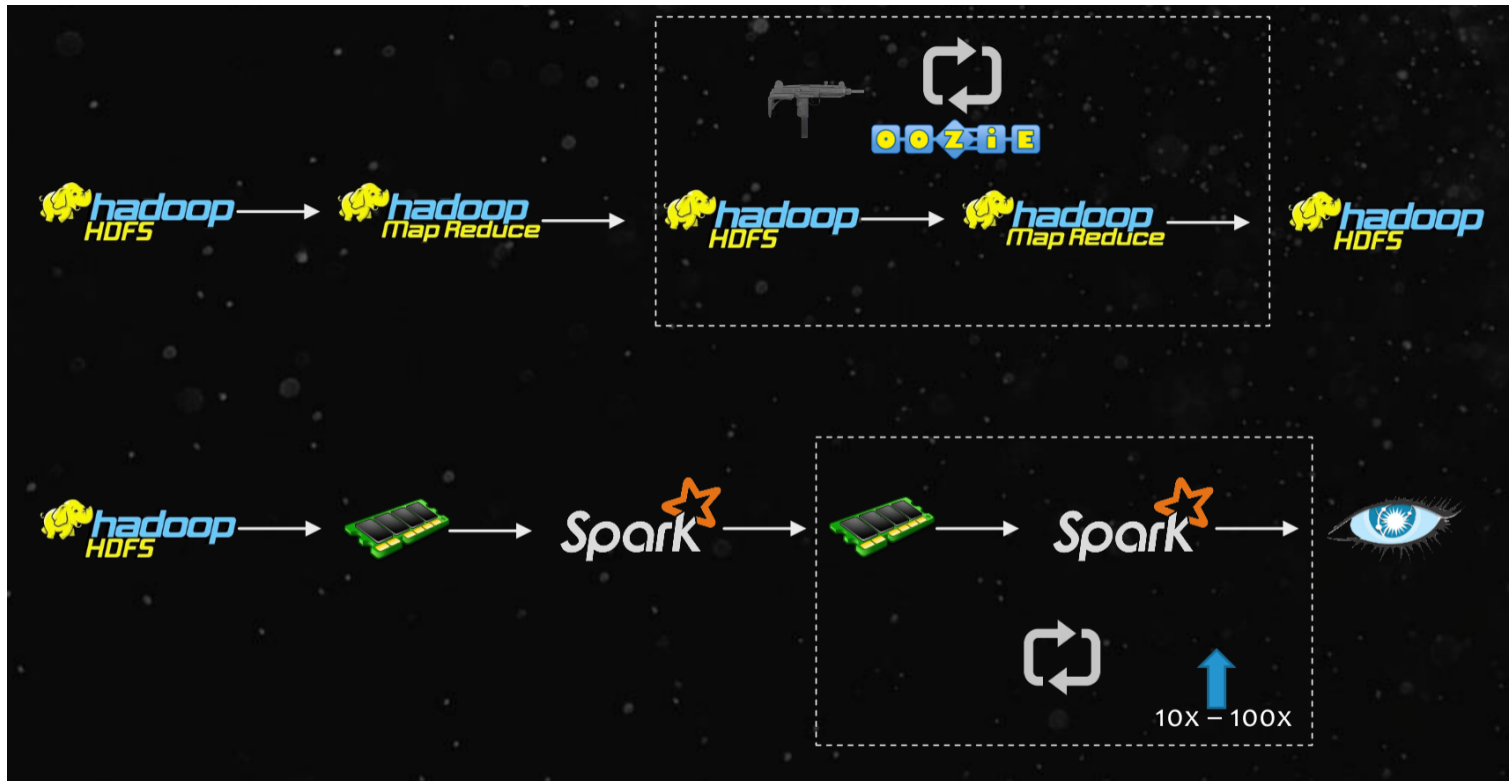 OOZiE
hadoop
HDFS
hadoop
Map Reduce
hadoop
HDFS
hadoop
Map Reduce
hadoop
HDFS
hadoop
HDFS
Spark
Spark
10x – 100x